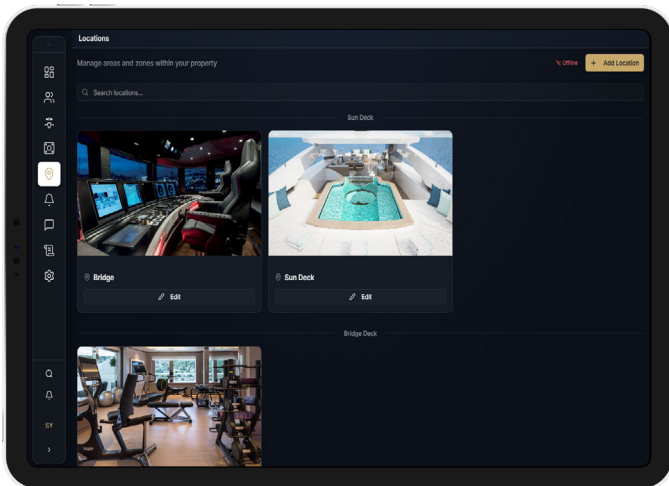 Locations
Manage areas and zones within your property
Offline
+ Add Location
Search locations...
Sun Deck
Bridge
Edit
Sun Deck
Edit
Bridge Deck
SY